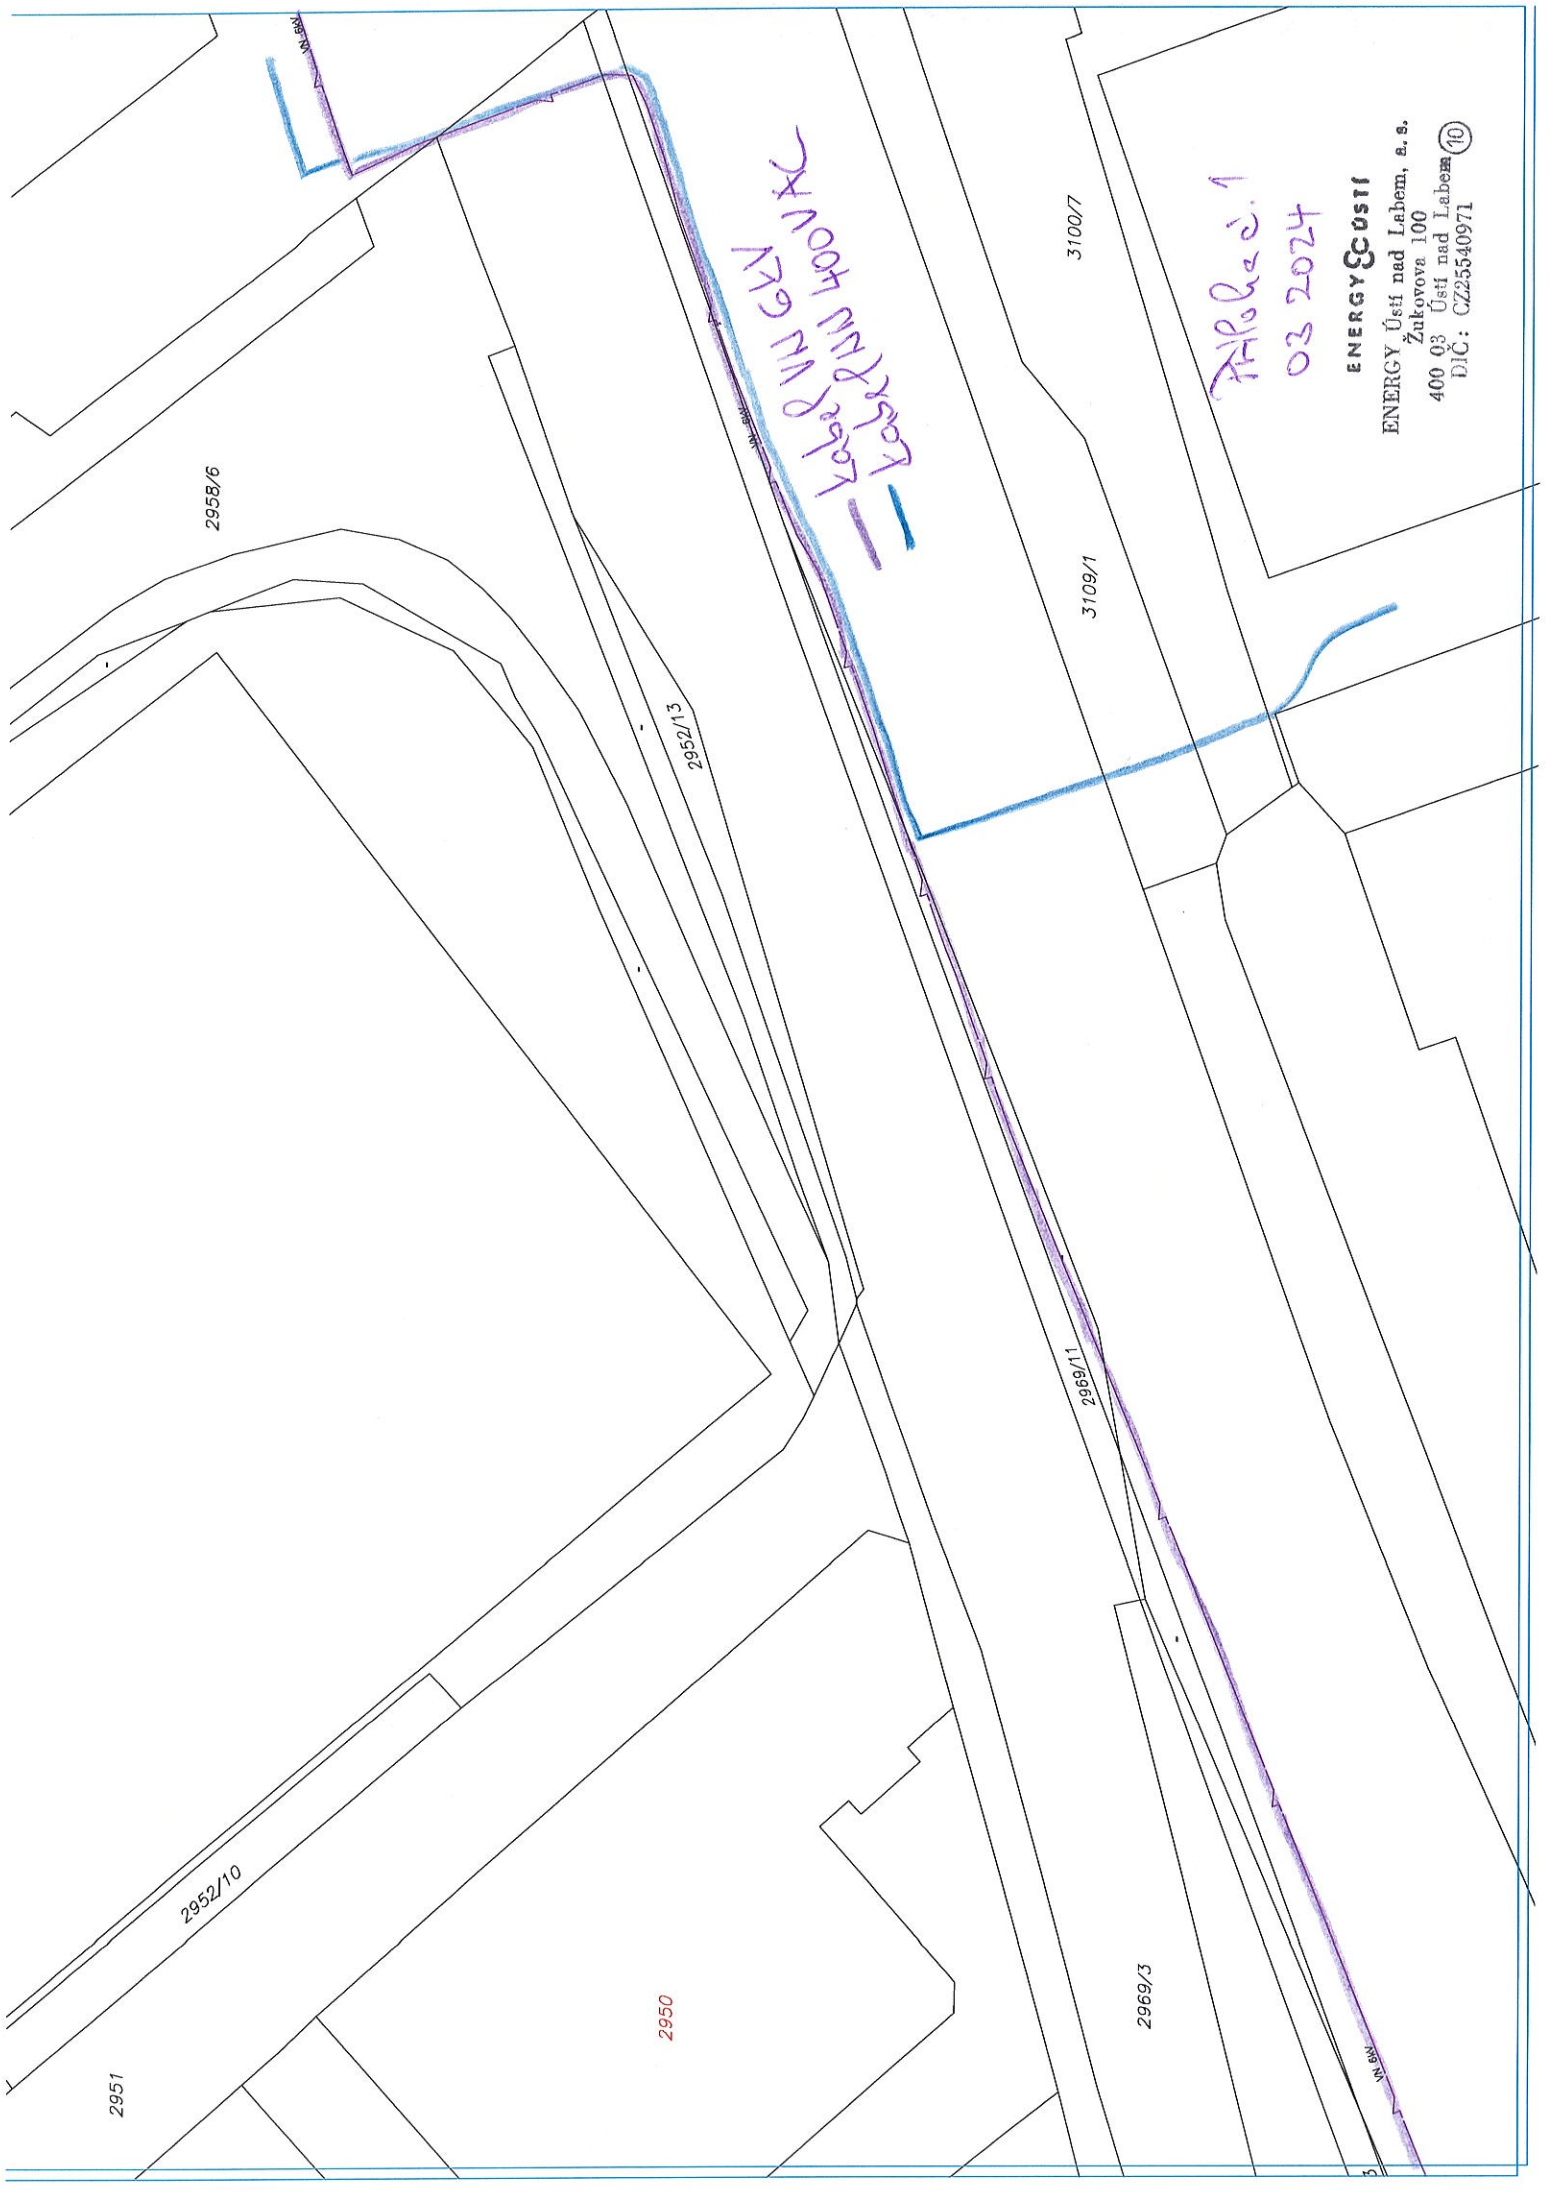 VN 6kV
2958/6
2952/13
VN 6kV
Kabel VN 6kV
Kabel NN 400V AC
3100/7
3109/1
Příloha č. 1
03 2024
ENERGY ÚSTÍ
ENERGY Ústí nad Labem, a.s.
Žukovova 100
400 03 Ústí nad Labem
DIČ: CZ25540971
10
2969/11
2952/10
2951
2950
2969/3
VN 6kV
3